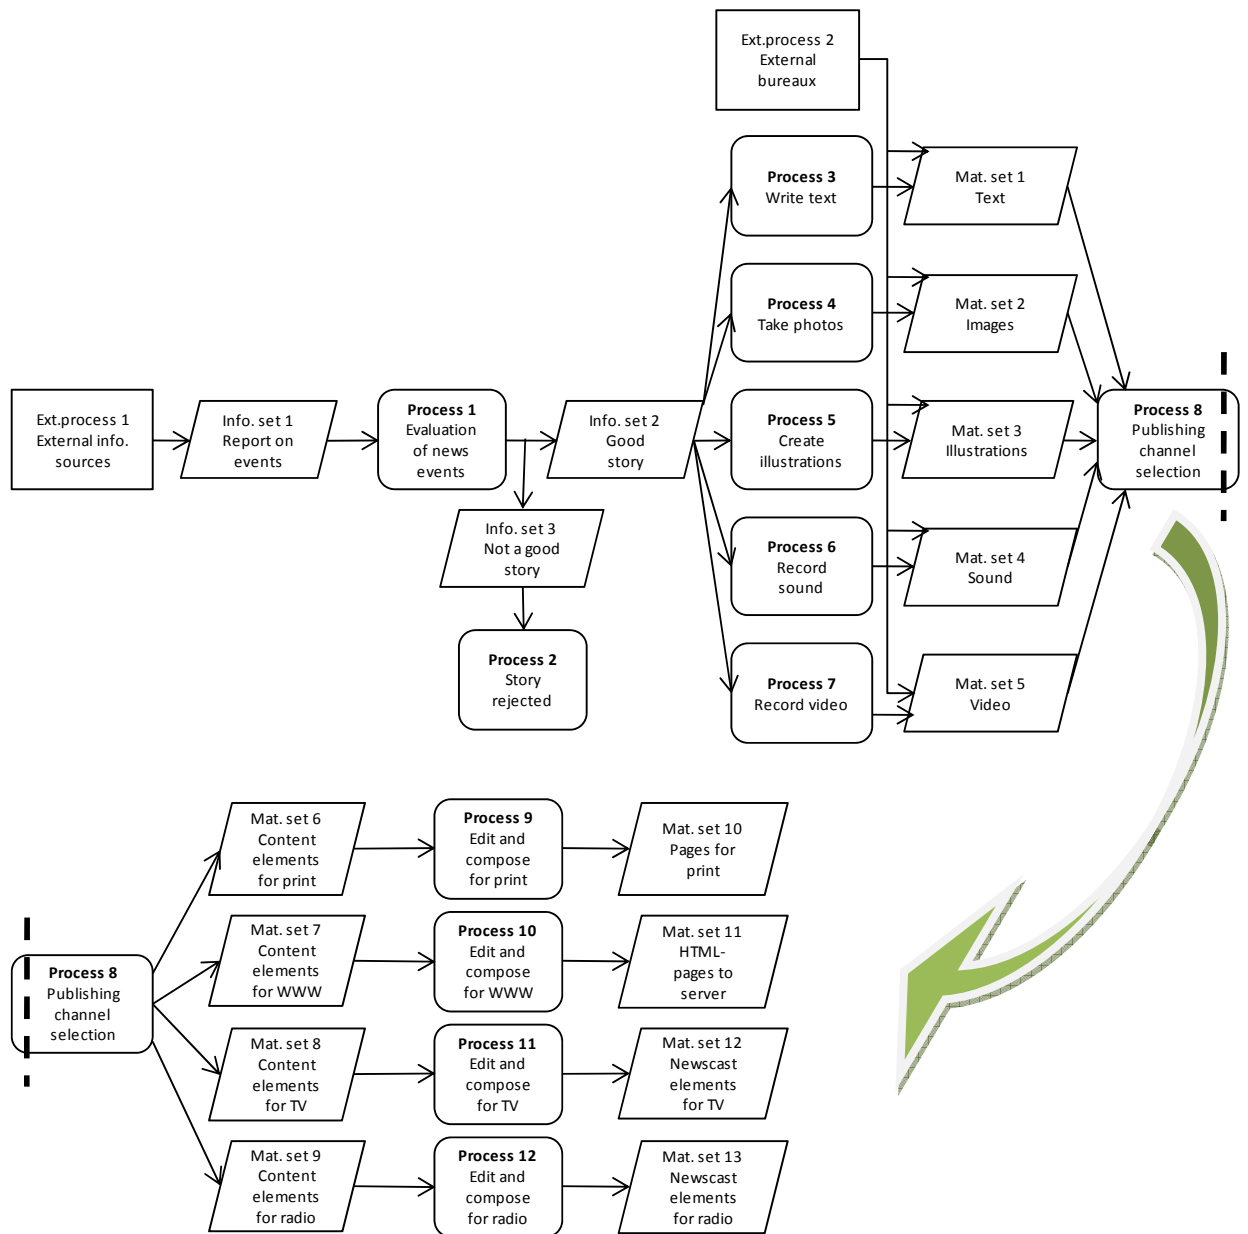 Ext.process 2
External
bureaux
Process 3
Write text
Mat. set 1
Text
Process 4
Take photos
Mat. set 2
Images
Ext.process 1
External info.
sources
Info. set 1
Report on
events
Process 1
Evaluation
of news
events
Info. set 2
Good
story
Process 5
Create
illustrations
Mat. set 3
Illustrations
Process 8
Publishing
channel
selection
Info. set 3
Not a good
story
Process 6
Record
sound
Mat. set 4
Sound
Process 2
Story
rejected
Process 7
Record video
Mat. set 5
Video
Mat. set 6
Content
elements
for print
Process 9
Edit and
compose
for print
Mat. set 10
Pages for
print
Process 8
Publishing
channel
selection
Mat. set 7
Content
elements
for WWW
Process 10
Edit and
compose
for WWW
Mat. set 11
HTML-
pages to
server
Mat. set 8
Content
elements
for TV
Process 11
Edit and
compose
for TV
Mat. set 12
Newscast
elements
for TV
Mat. set 9
Content
elements
for radio
Process 12
Edit and
compose
for radio
Mat. set 13
Newscast
elements
for radio